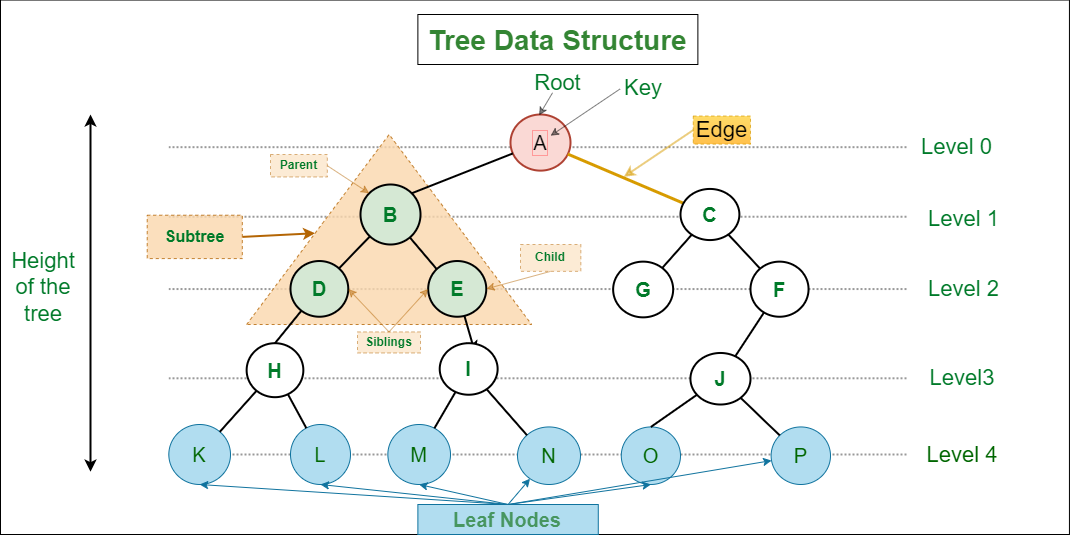 Tree Data Structure
Root
Key
A
Edge
Level 0
Parent
B
C
Level 1
Subtree
Child
Height
of the
tree
D
E
G
F
Level 2
Siblings
H
I
J
Level3
K
L
M
N
O
P
Level 4
Leaf Nodes